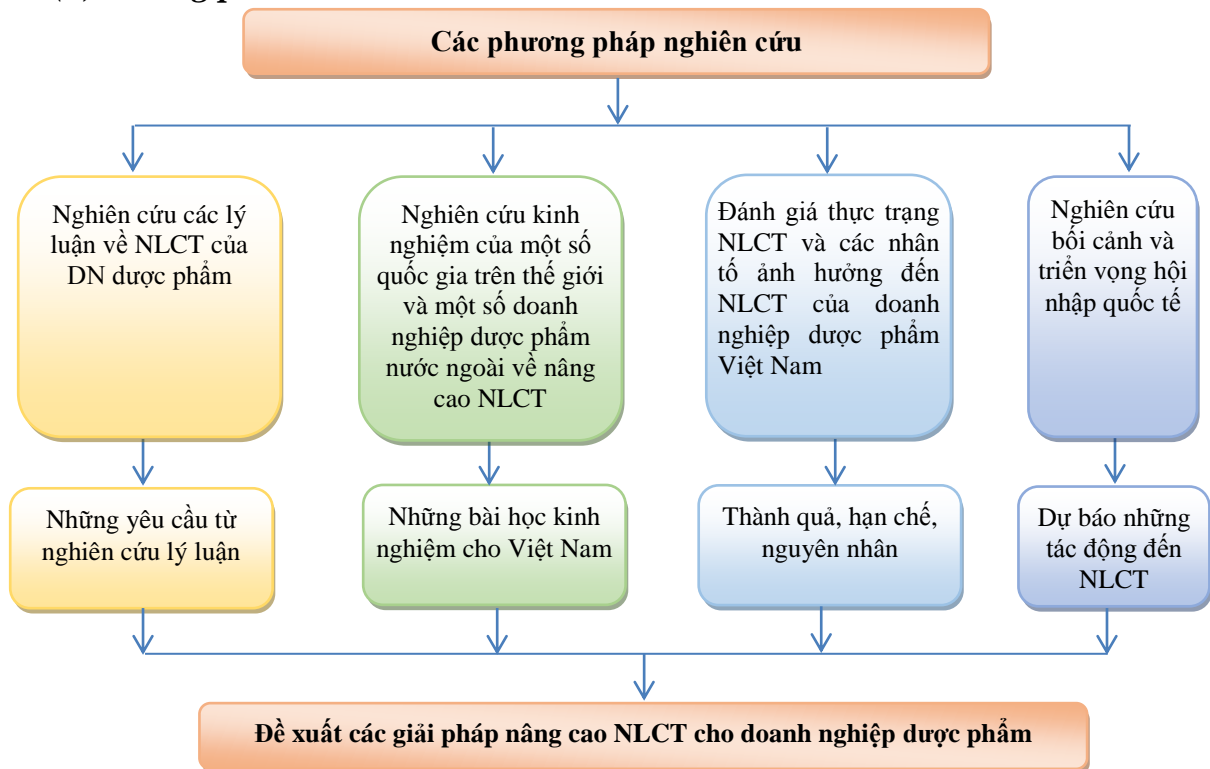 Các phương pháp nghiên cứu
Nghiên cứu các lý
luận về NLCT của
DN dược phẩm
Nghiên cứu kinh
nghiệm của một số
quốc gia trên thế giới
và một số doanh
nghiệp dược phẩm
nước ngoài về nâng
cao NLCT
Đánh giá thực trạng
NLCT và các nhân
tố ảnh hưởng đến
NLCT của doanh
nghiệp dược phẩm
Việt Nam
Nghiên cứu
bối cảnh và
triển vọng hội
nhập quốc tế
Những yêu cầu từ
nghiên cứu lý luận
Những bài học kinh
nghiệm cho Việt Nam
Thành quả, hạn chế,
nguyên nhân
Dự báo những
tác động đến
NLCT
Đề xuất các giải pháp nâng cao NLCT cho doanh nghiệp dược phẩm